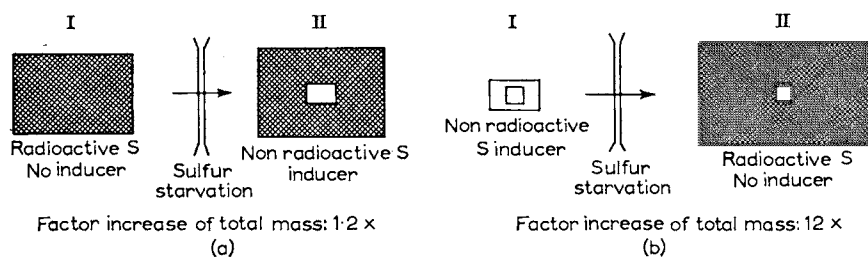 I
II
Radioactive S
No inducer
Sulfur
starvation
Non radioactive S
inducer
Factor increase of total mass: 1·2 x
(a)
I
II
Non radioactive
S inducer
Sulfur
starvation
Radioactive S
No inducer
Factor increase of total mass: 12 x
(b)